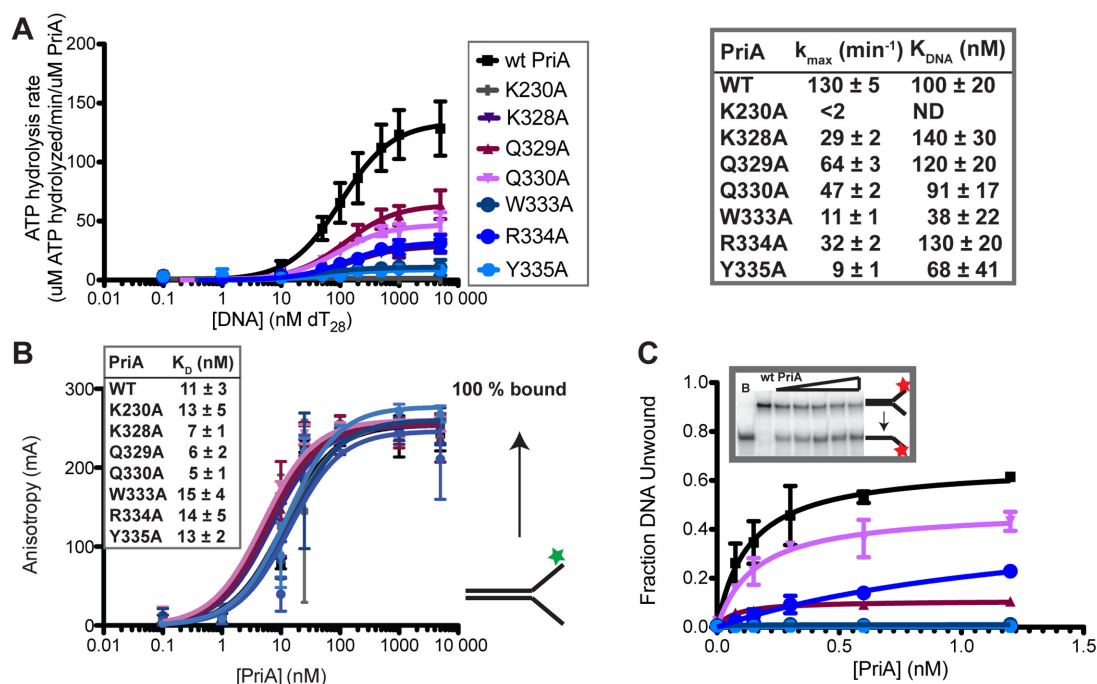 A
ATP hydrolysis rate
(uM ATP hydrolyzed/min/uM PriA)
200
150
100
50
0
0.01 0.1 1 10 100 1000 10 000
[DNA] (nM dT28)
wt PriA
K230A
K328A
Q329A
Q330A
W333A
R334A
Y335A
PriA kmax (min-1) KDNA (nM)
WT 130 ± 5 100 ± 20
K230A <2 ND
K328A 29 ± 2 140 ± 30
Q329A 64 ± 3 120 ± 20
Q330A 47 ± 2 91 ± 17
W333A 11 ± 1 38 ± 22
R334A 32 ± 2 130 ± 20
Y335A 9 ± 1 68 ± 41
B
PriA KD (nM)
WT 11 ± 3
K230A 13 ± 5
K328A 7 ± 1
Q329A 6 ± 2
Q330A 5 ± 1
W333A 15 ± 4
R334A 14 ± 5
Y335A 13 ± 2
Anisotropy (mA)
300
200
100
0
0.01 0.1 1 10 100 1000 10 000
[PriA] (nM)
100 % bound
C
B wt PriA
Fraction DNA Unwound
1.0
0.8
0.6
0.4
0.2
0.0
0.0 0.5 1.0 1.5
[PriA] (nM)